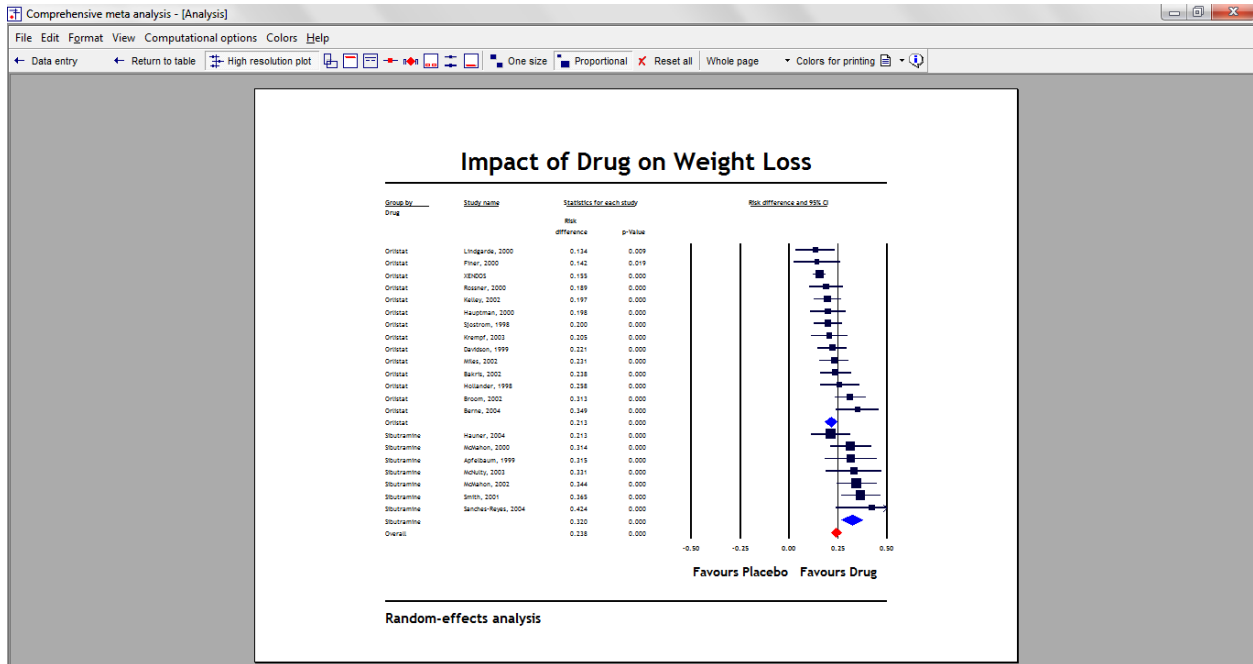 Comprehensive meta analysis - [Analysis]
File Edit Format View Computational options Colors Help
Data entry Return to table High resolution plot One size Proportional Reset all Whole page Colors for printing
Impact of Drug on Weight Loss
Group by Study name Statistics for each study Risk difference and 95% CI
Drug
Risk
difference p-Value
Orlistat Lindgarde, 2000 0.134 0.009
Orlistat Finer, 2000 0.142 0.019
Orlistat XENDOS 0.155 0.000
Orlistat Rossner, 2000 0.189 0.000
Orlistat Kelley, 2002 0.197 0.000
Orlistat Hauptman, 2000 0.198 0.000
Orlistat Sjostrom, 1998 0.200 0.000
Orlistat Krempf, 2003 0.205 0.000
Orlistat Davidson, 1999 0.221 0.000
Orlistat Miles, 2002 0.231 0.000
Orlistat Bakris, 2002 0.238 0.000
Orlistat Hollander, 1998 0.258 0.000
Orlistat Broom, 2002 0.313 0.000
Orlistat Berne, 2004 0.349 0.000
Orlistat 0.213 0.000
Sibutramine Hauner, 2004 0.213 0.000
Sibutramine McMahon, 2000 0.314 0.000
Sibutramine Apfelbaum, 1999 0.315 0.000
Sibutramine McNulty, 2003 0.331 0.000
Sibutramine McMahon, 2002 0.344 0.000
Sibutramine Smith, 2001 0.365 0.000
Sibutramine Sanches-Reyes, 2004 0.424 0.000
Sibutramine 0.320 0.000
Overall 0.238 0.000
-0.50 -0.25 0.00 0.25 0.50
Favours Placebo Favours Drug
Random-effects analysis